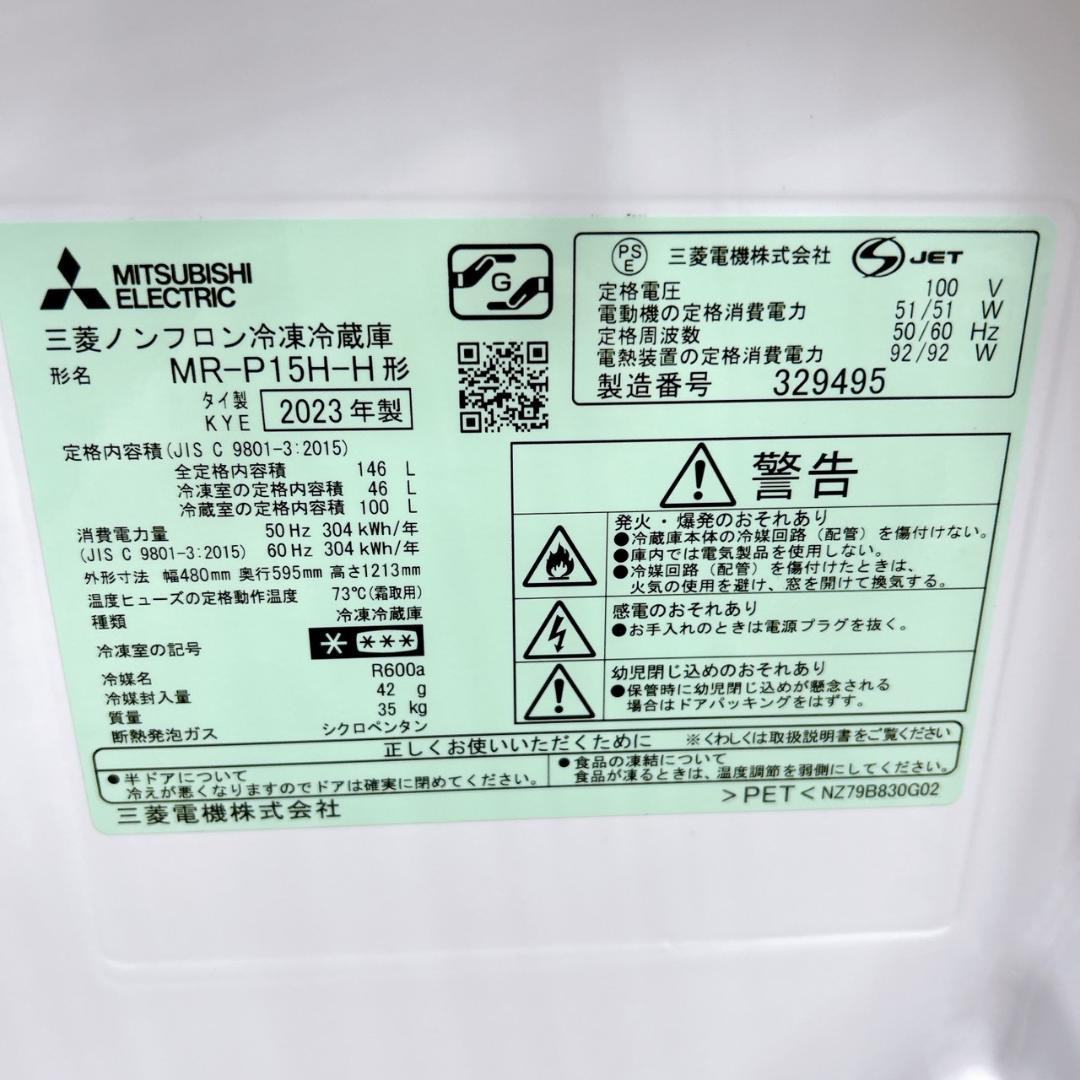 MITSUBISHI
ELECTRIC
G
三菱ノンフロン冷凍冷蔵庫
形名 MR-P15H-H形
タイ製
KYE 2023年製
定格内容積(JIS C 9801-3:2015)
全定格内容積 146 L
冷凍室の定格内容積 46 L
冷蔵室の定格内容積 100 L
消費電力量 50 Hz 304 kWh/年
(JIS C 9801-3:2015) 60 Hz 304 kWh/年
外形寸法 幅480mm 奥行595mm 高さ1213mm
温度ヒューズの定格動作温度 73℃(霜取用)
種類 冷凍冷蔵庫
冷凍室の記号 * ***
冷媒名 R600a
冷媒封入量 42 g
質量 35 kg
断熱発泡ガス シクロペンタン
PS
E 三菱電機株式会社 S JET
定格電圧 100 V
電動機の定格消費電力 51/51 W
定格周波数 50/60 Hz
電熱装置の定格消費電力 92/92 W
製造番号 329495
警告
発火・爆発のおそれあり
●冷蔵庫本体の冷媒回路(配管)を傷付けない。
●庫内では電気製品を使用しない。
●冷媒回路(配管)を傷付けたときは、
火気の使用を避け、窓を開けて換気する。
感電のおそれあり
●お手入れのときは電源プラグを抜く。
幼児閉じ込めのおそれあり
●保管時に幼児閉じ込めが懸念される
場合はドアパッキングをはずす。
正しくお使いいただくために ※くわしくは取扱説明書をご覧ください
●半ドアについて
冷えが悪くなりますのでドアは確実に閉めてください。
●食品の凍結について
食品が凍るときは、温度調節を弱側にしてください。
三菱電機株式会社
>PET< NZ79B830G02